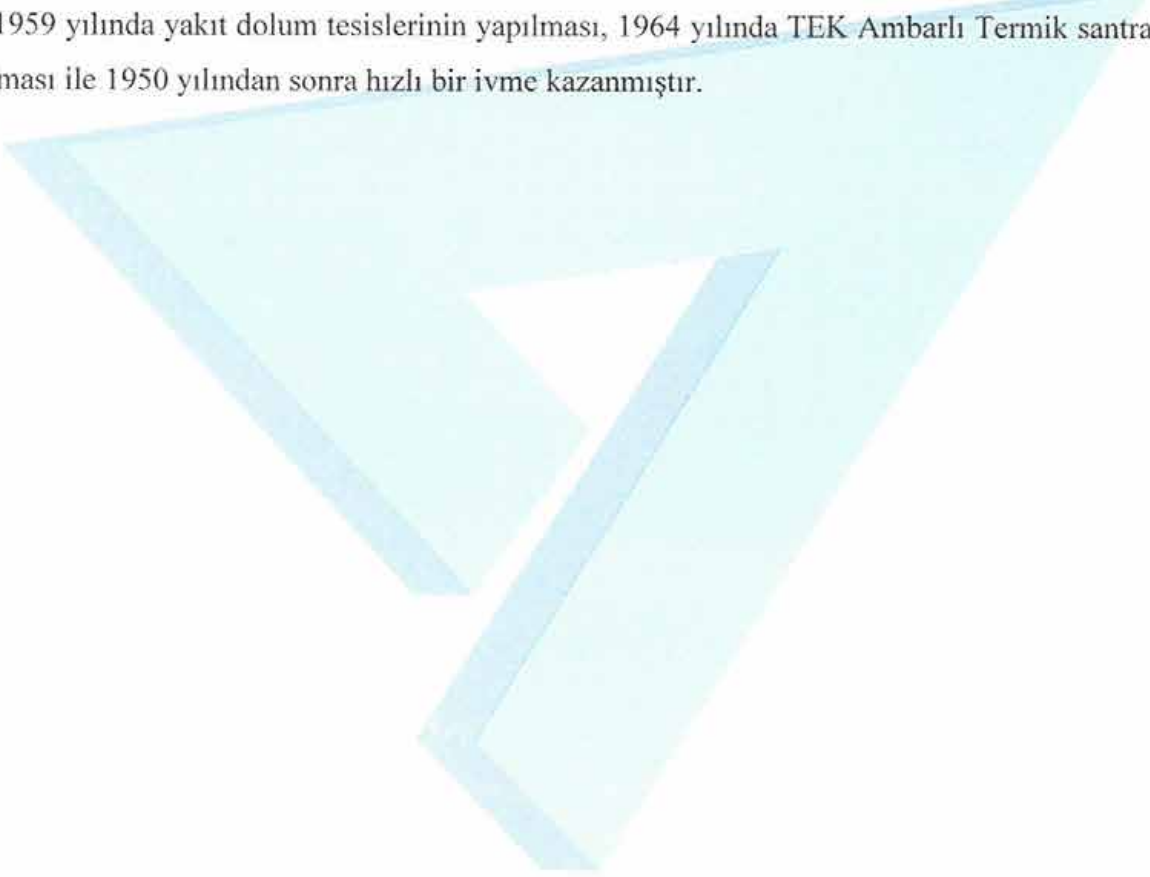 1959 yılında yakıt dolum tesislerinin yapılması, 1964 yılında TEK Ambarlı Termik santra
ması ile 1950 yılından sonra hızlı bir ivme kazanmıştır.